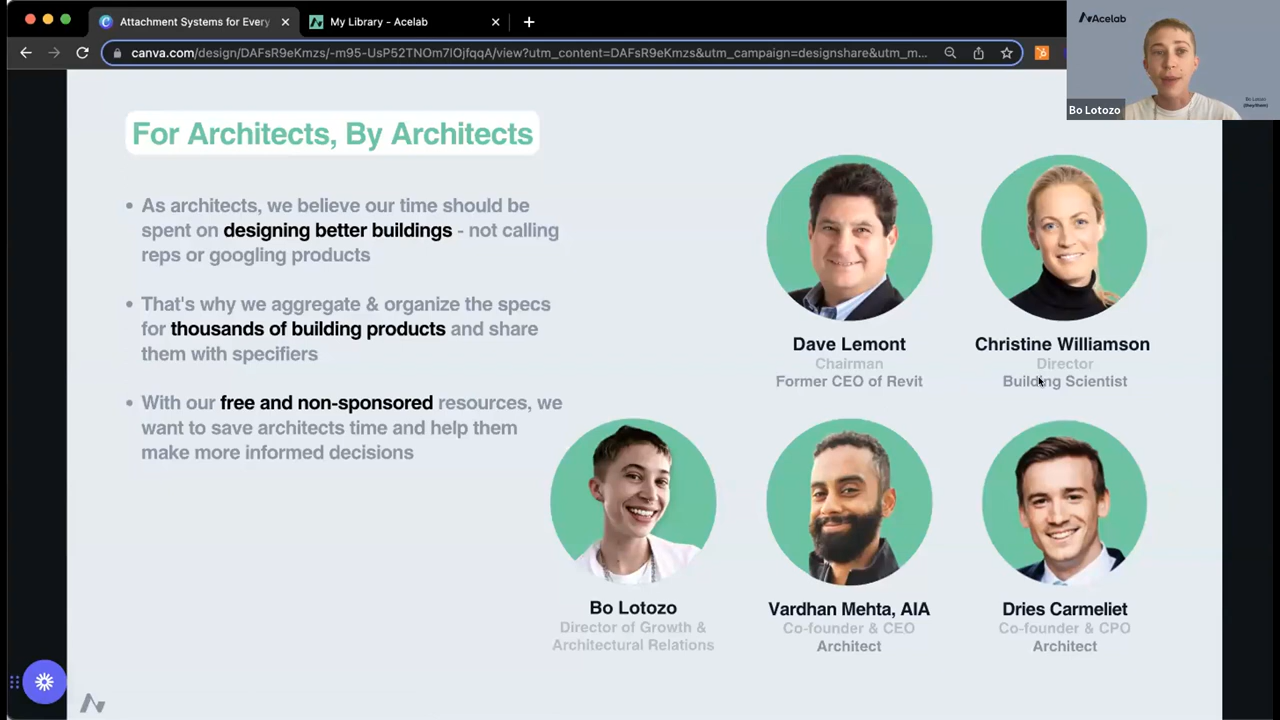 Attachment Systems for Every
My Library - Acelab
canva.com/design/DAFsR9eKmzs/-m95-UsP52TNOm7lOjfqqA/view?utm_content=DAFsR9eKmzs&utm_campaign=designshare&utm_m...
Acelab
Bo Lotozo
(they/them)
Bo Lotozo
For Architects, By Architects
• As architects, we believe our time should be
spent on designing better buildings - not calling
reps or googling products
• That's why we aggregate & organize the specs
for thousands of building products and share
them with specifiers
• With our free and non-sponsored resources, we
want to save architects time and help them
make more informed decisions
Dave Lemont
Chairman
Former CEO of Revit
Christine Williamson
Director
Building Scientist
Bo Lotozo
Director of Growth &
Architectural Relations
Vardhan Mehta, AIA
Co-founder & CEO
Architect
Dries Carmeliet
Co-founder & CPO
Architect